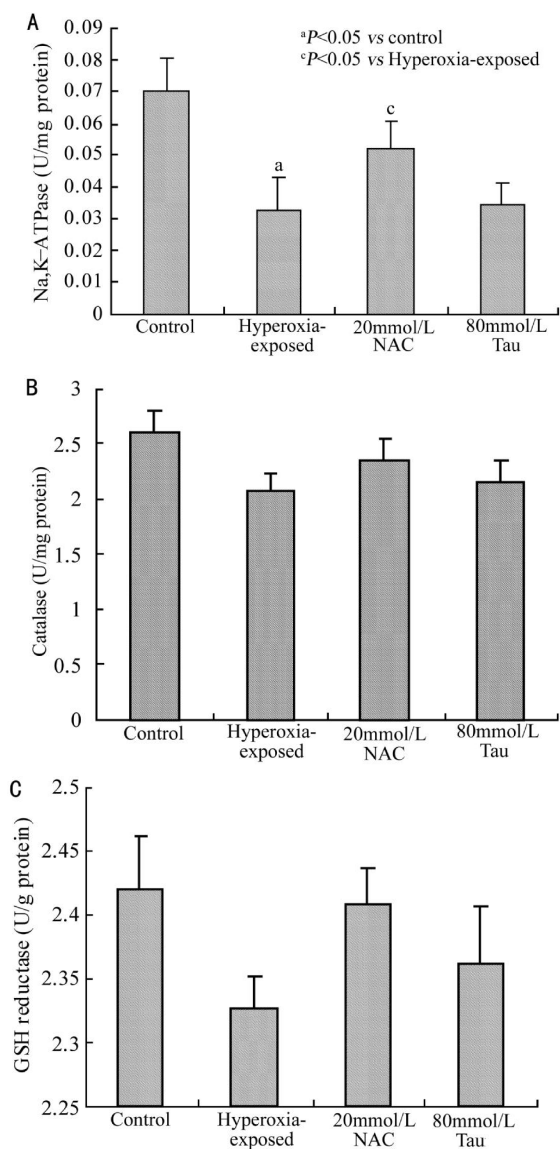 A
ᵃP<0.05 vs control
ᶜP<0.05 vs Hyperoxia-exposed
Na,K-ATPase (U/mg protein)
0.09
0.08
0.07
0.06
0.05
0.04
0.03
0.02
0.01
0
a
c
Control
Hyperoxia-
exposed
20mmol/L
NAC
80mmol/L
Tau
B
Catalase (U/mg protein)
3
2.5
2
1.5
1
0.5
0
Control
Hyperoxia-
exposed
20mmol/L
NAC
80mmol/L
Tau
C
GSH reductase (U/g protein)
2.5
2.45
2.4
2.35
2.3
2.25
Control
Hyperoxia-
exposed
20mmol/L
NAC
80mmol/L
Tau